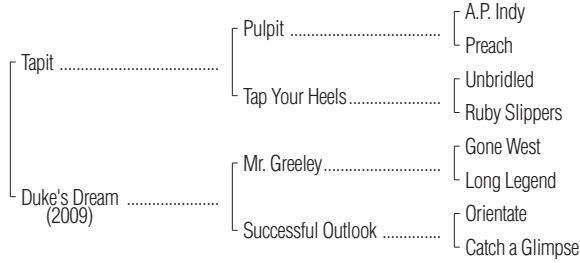 A.P. Indy
Pulpit ........................
Preach
Tapit ........................................
Unbridled
Tap Your Heels.......................
Ruby Slippers
Gone West
Mr. Greeley.............................
Long Legend
Duke's Dream .......................
(2009)
Orientate
Successful Outlook ..............
Catch a Glimpse